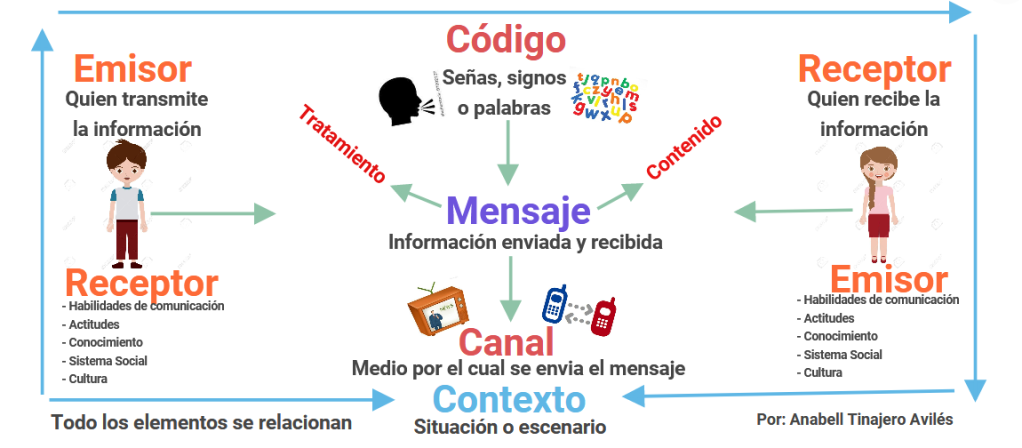 Código
Señas, signos
o palabras
Emisor
Quien transmite
la información
Receptor
Quien recibe la
información
Tratamiento
Contenido
Mensaje
Información enviada y recibida
Receptor
- Habilidades de comunicación
- Actitudes
- Conocimiento
- Sistema Social
- Cultura
Emisor
- Habilidades de comunicación
- Actitudes
- Conocimiento
- Sistema Social
- Cultura
Canal
Medio por el cual se envia el mensaje
Contexto
Situación o escenario
Todo los elementos se relacionan
Por: Anabell Tinajero Avilés